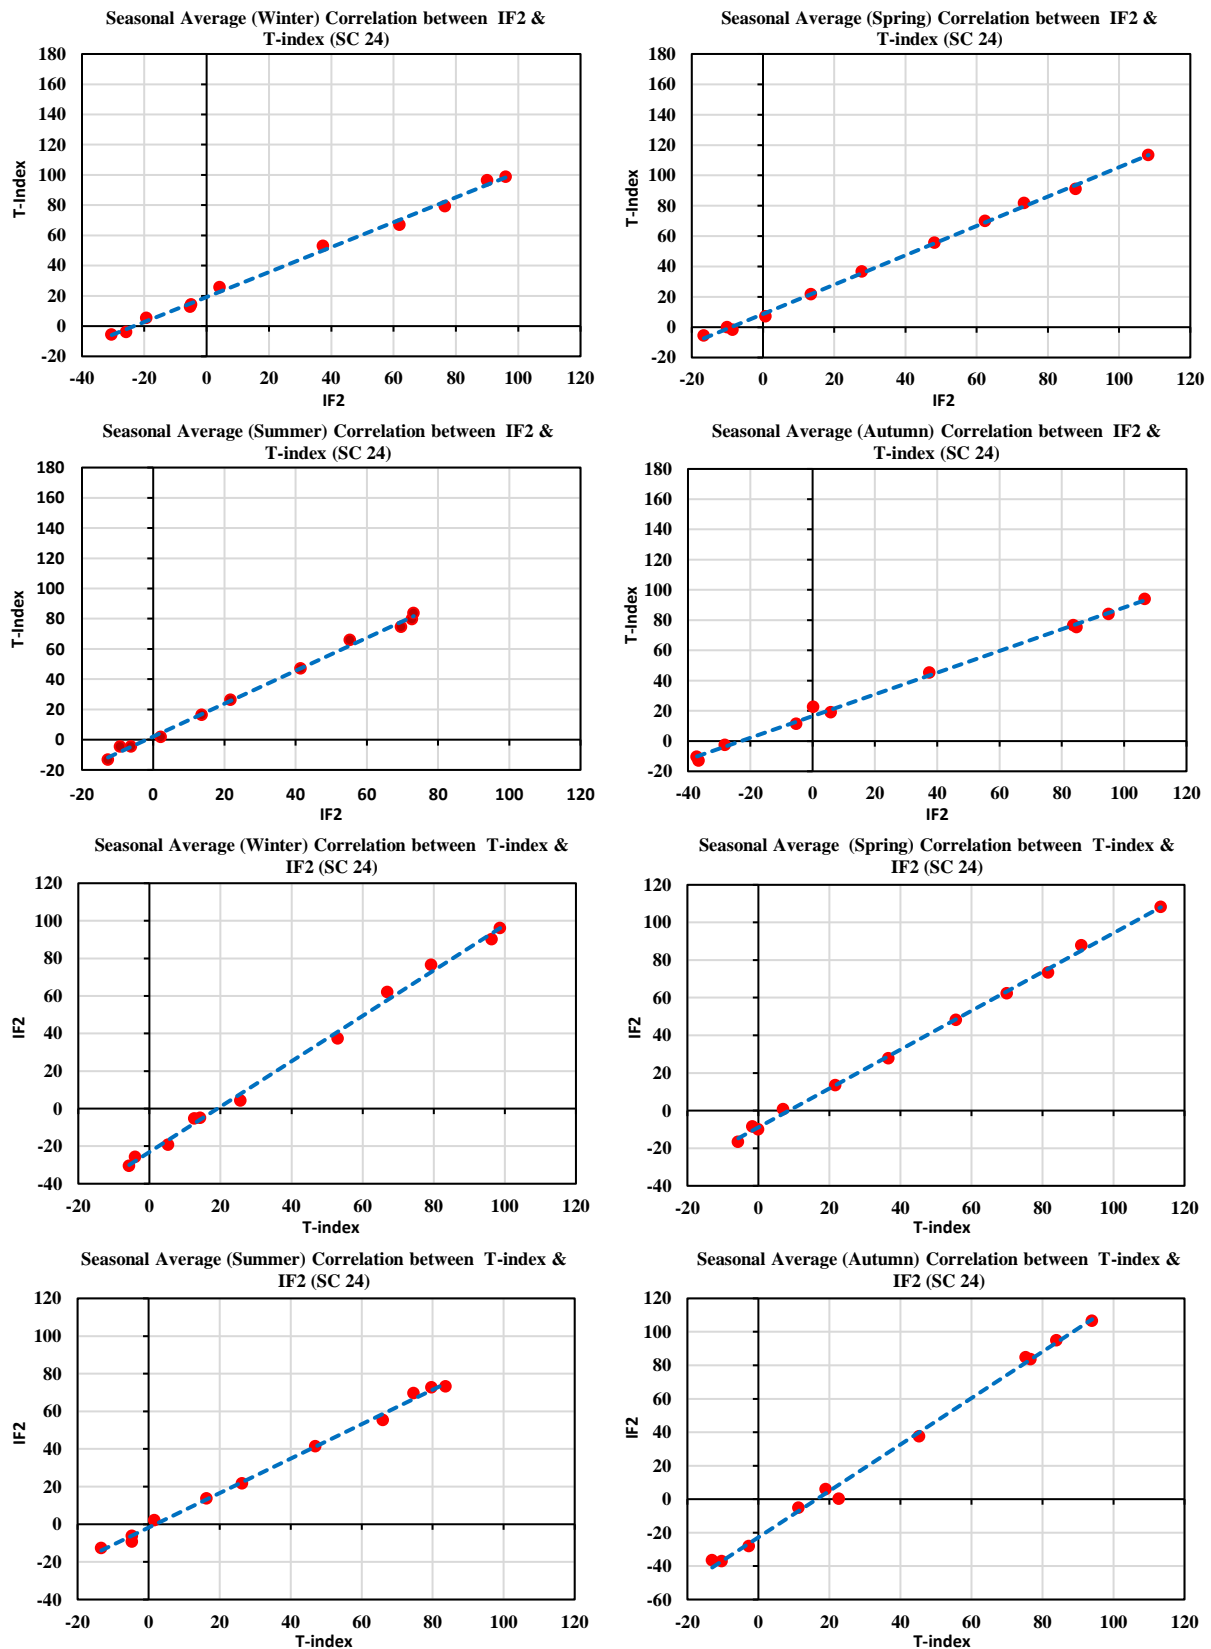 Seasonal Average (Winter) Correlation between IF2 &
T-index (SC 24)
180
160
140
120
100
80
60
40
20
0
-20
-40 -20 0 20 40 60 80 100 120
T-Index
IF2
Seasonal Average (Spring) Correlation between IF2 &
T-index (SC 24)
180
160
140
120
100
80
60
40
20
0
-20
-20 0 20 40 60 80 100 120
T-Index
IF2
Seasonal Average (Summer) Correlation between IF2 &
T-index (SC 24)
180
160
140
120
100
80
60
40
20
0
-20
-20 0 20 40 60 80 100 120
T-Index
IF2
Seasonal Average (Autumn) Correlation between IF2 &
T-index (SC 24)
180
160
140
120
100
80
60
40
20
0
-20
-40 -20 0 20 40 60 80 100 120
T-Index
IF2
Seasonal Average (Winter) Correlation between T-index &
IF2 (SC 24)
120
100
80
60
40
20
0
-20
-40
-20 0 20 40 60 80 100 120
IF2
T-index
Seasonal Average (Spring) Correlation between T-index &
IF2 (SC 24)
120
100
80
60
40
20
0
-20
-40
-20 0 20 40 60 80 100 120
IF2
T-index
Seasonal Average (Summer) Correlation between T-index &
IF2 (SC 24)
120
100
80
60
40
20
0
-20
-40
-20 0 20 40 60 80 100 120
IF2
T-index
Seasonal Average (Autumn) Correlation between T-index &
IF2 (SC 24)
120
100
80
60
40
20
0
-20
-40
-60
-20 0 20 40 60 80 100 120
IF2
T-index